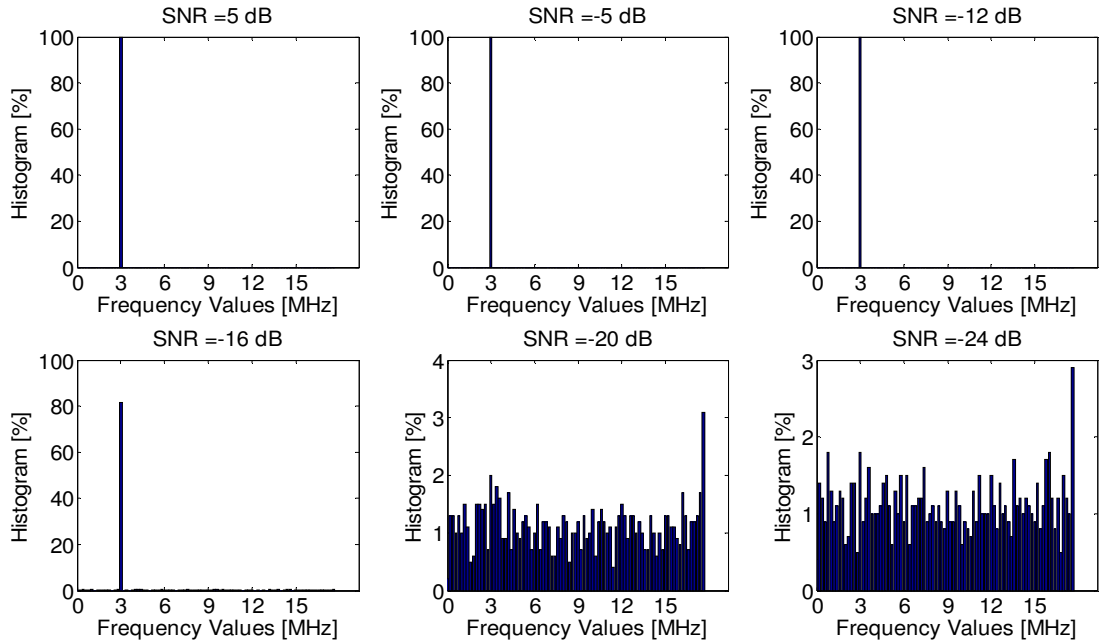 SNR =5 dB
Histogram [%]
100
80
60
40
20
0
0 3 6 9 12 15
Frequency Values [MHz]
SNR =-5 dB
Histogram [%]
100
80
60
40
20
0
0 3 6 9 12 15
Frequency Values [MHz]
SNR =-12 dB
Histogram [%]
100
80
60
40
20
0
0 3 6 9 12 15
Frequency Values [MHz]
SNR =-16 dB
Histogram [%]
100
80
60
40
20
0
0 3 6 9 12 15
Frequency Values [MHz]
SNR =-20 dB
Histogram [%]
4
3
2
1
0
0 3 6 9 12 15
Frequency Values [MHz]
SNR =-24 dB
Histogram [%]
3
2
1
0
0 3 6 9 12 15
Frequency Values [MHz]